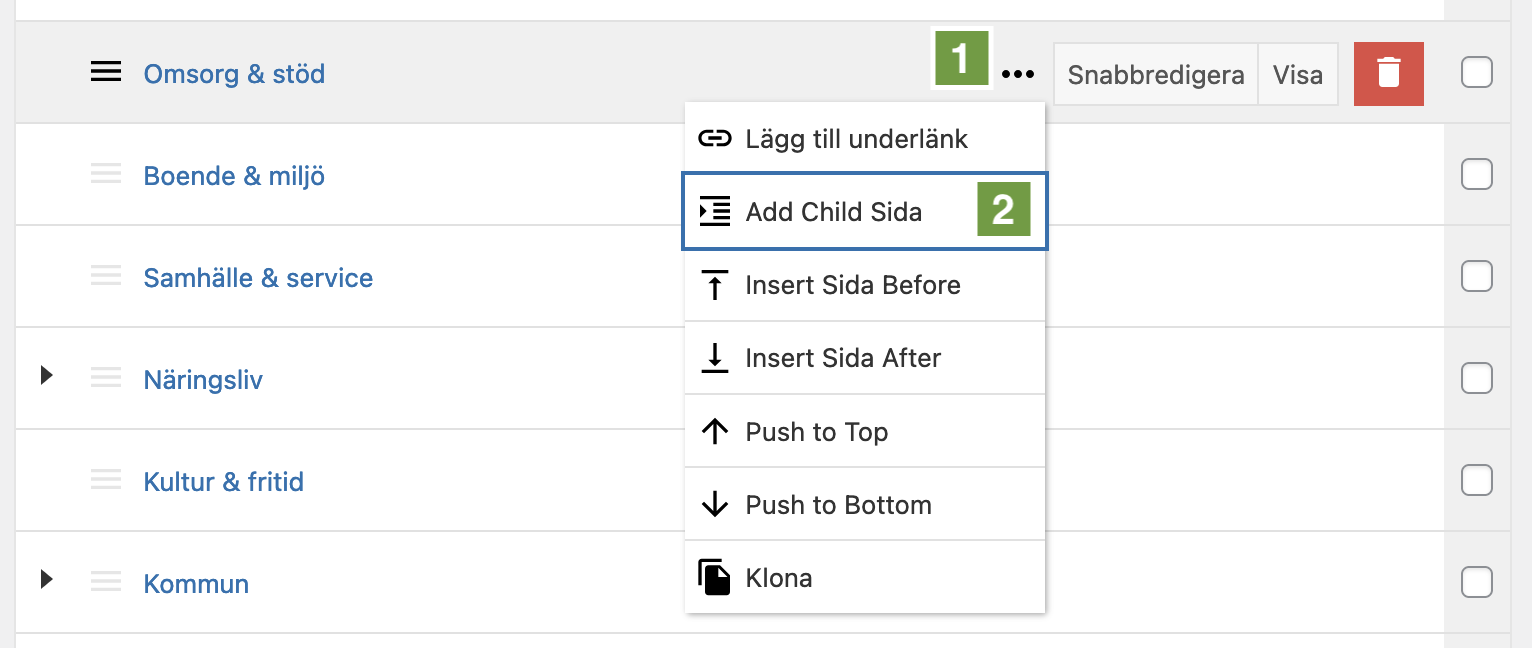 Omsorg & stöd
1
Snabbredigera
Visa
Lägg till underlänk
Boende & miljö
Add Child Sida
2
Samhälle & service
Insert Sida Before
Insert Sida After
Näringsliv
Push to Top
Kultur & fritid
Push to Bottom
Kommun
Klona